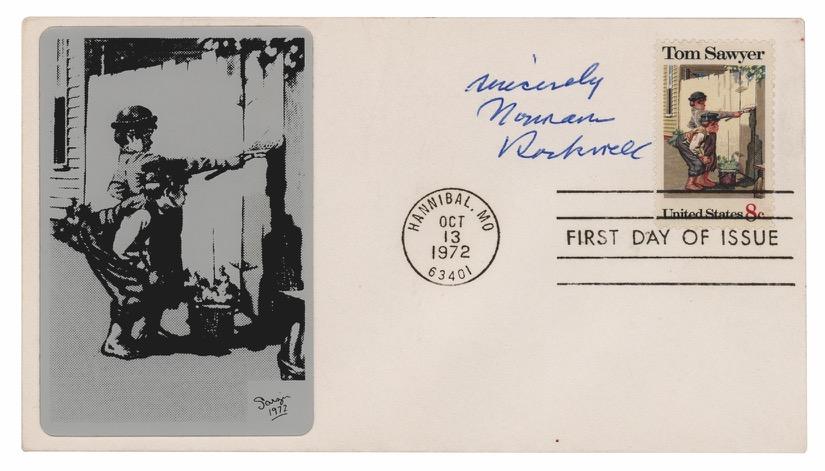 sincerely
Norman
Rockwell
Tom Sawyer
United States 8c
HANNIBAL, MO
OCT
13
1972
63401
FIRST DAY OF ISSUE
Sarzin
1972